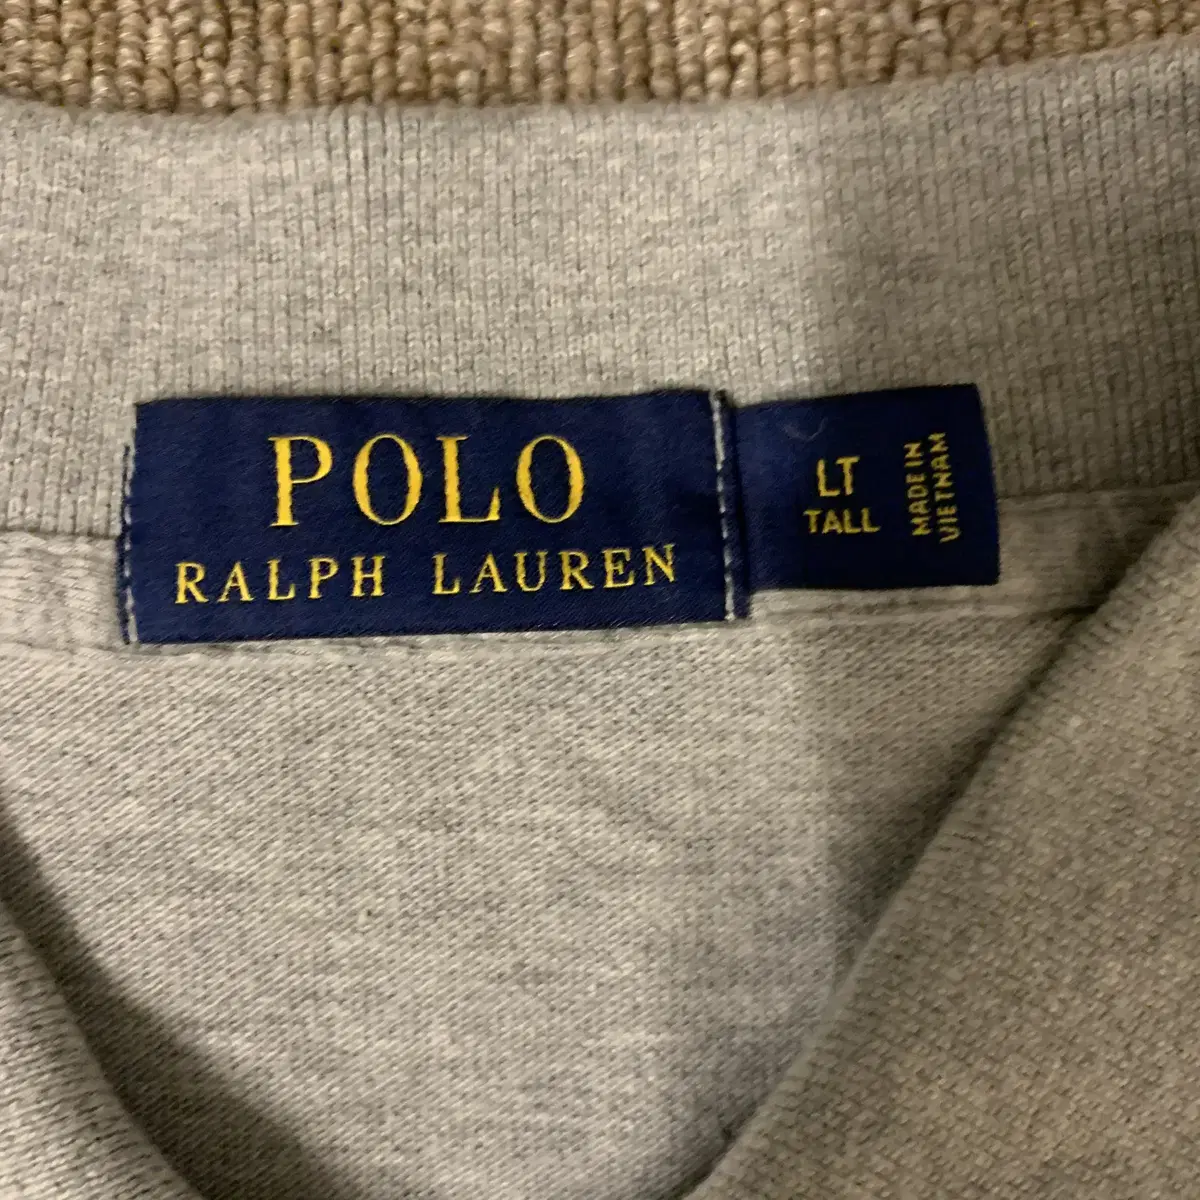 POLO
RALPH LAUREN
LT
TALL
MADE IN
VIETNAM